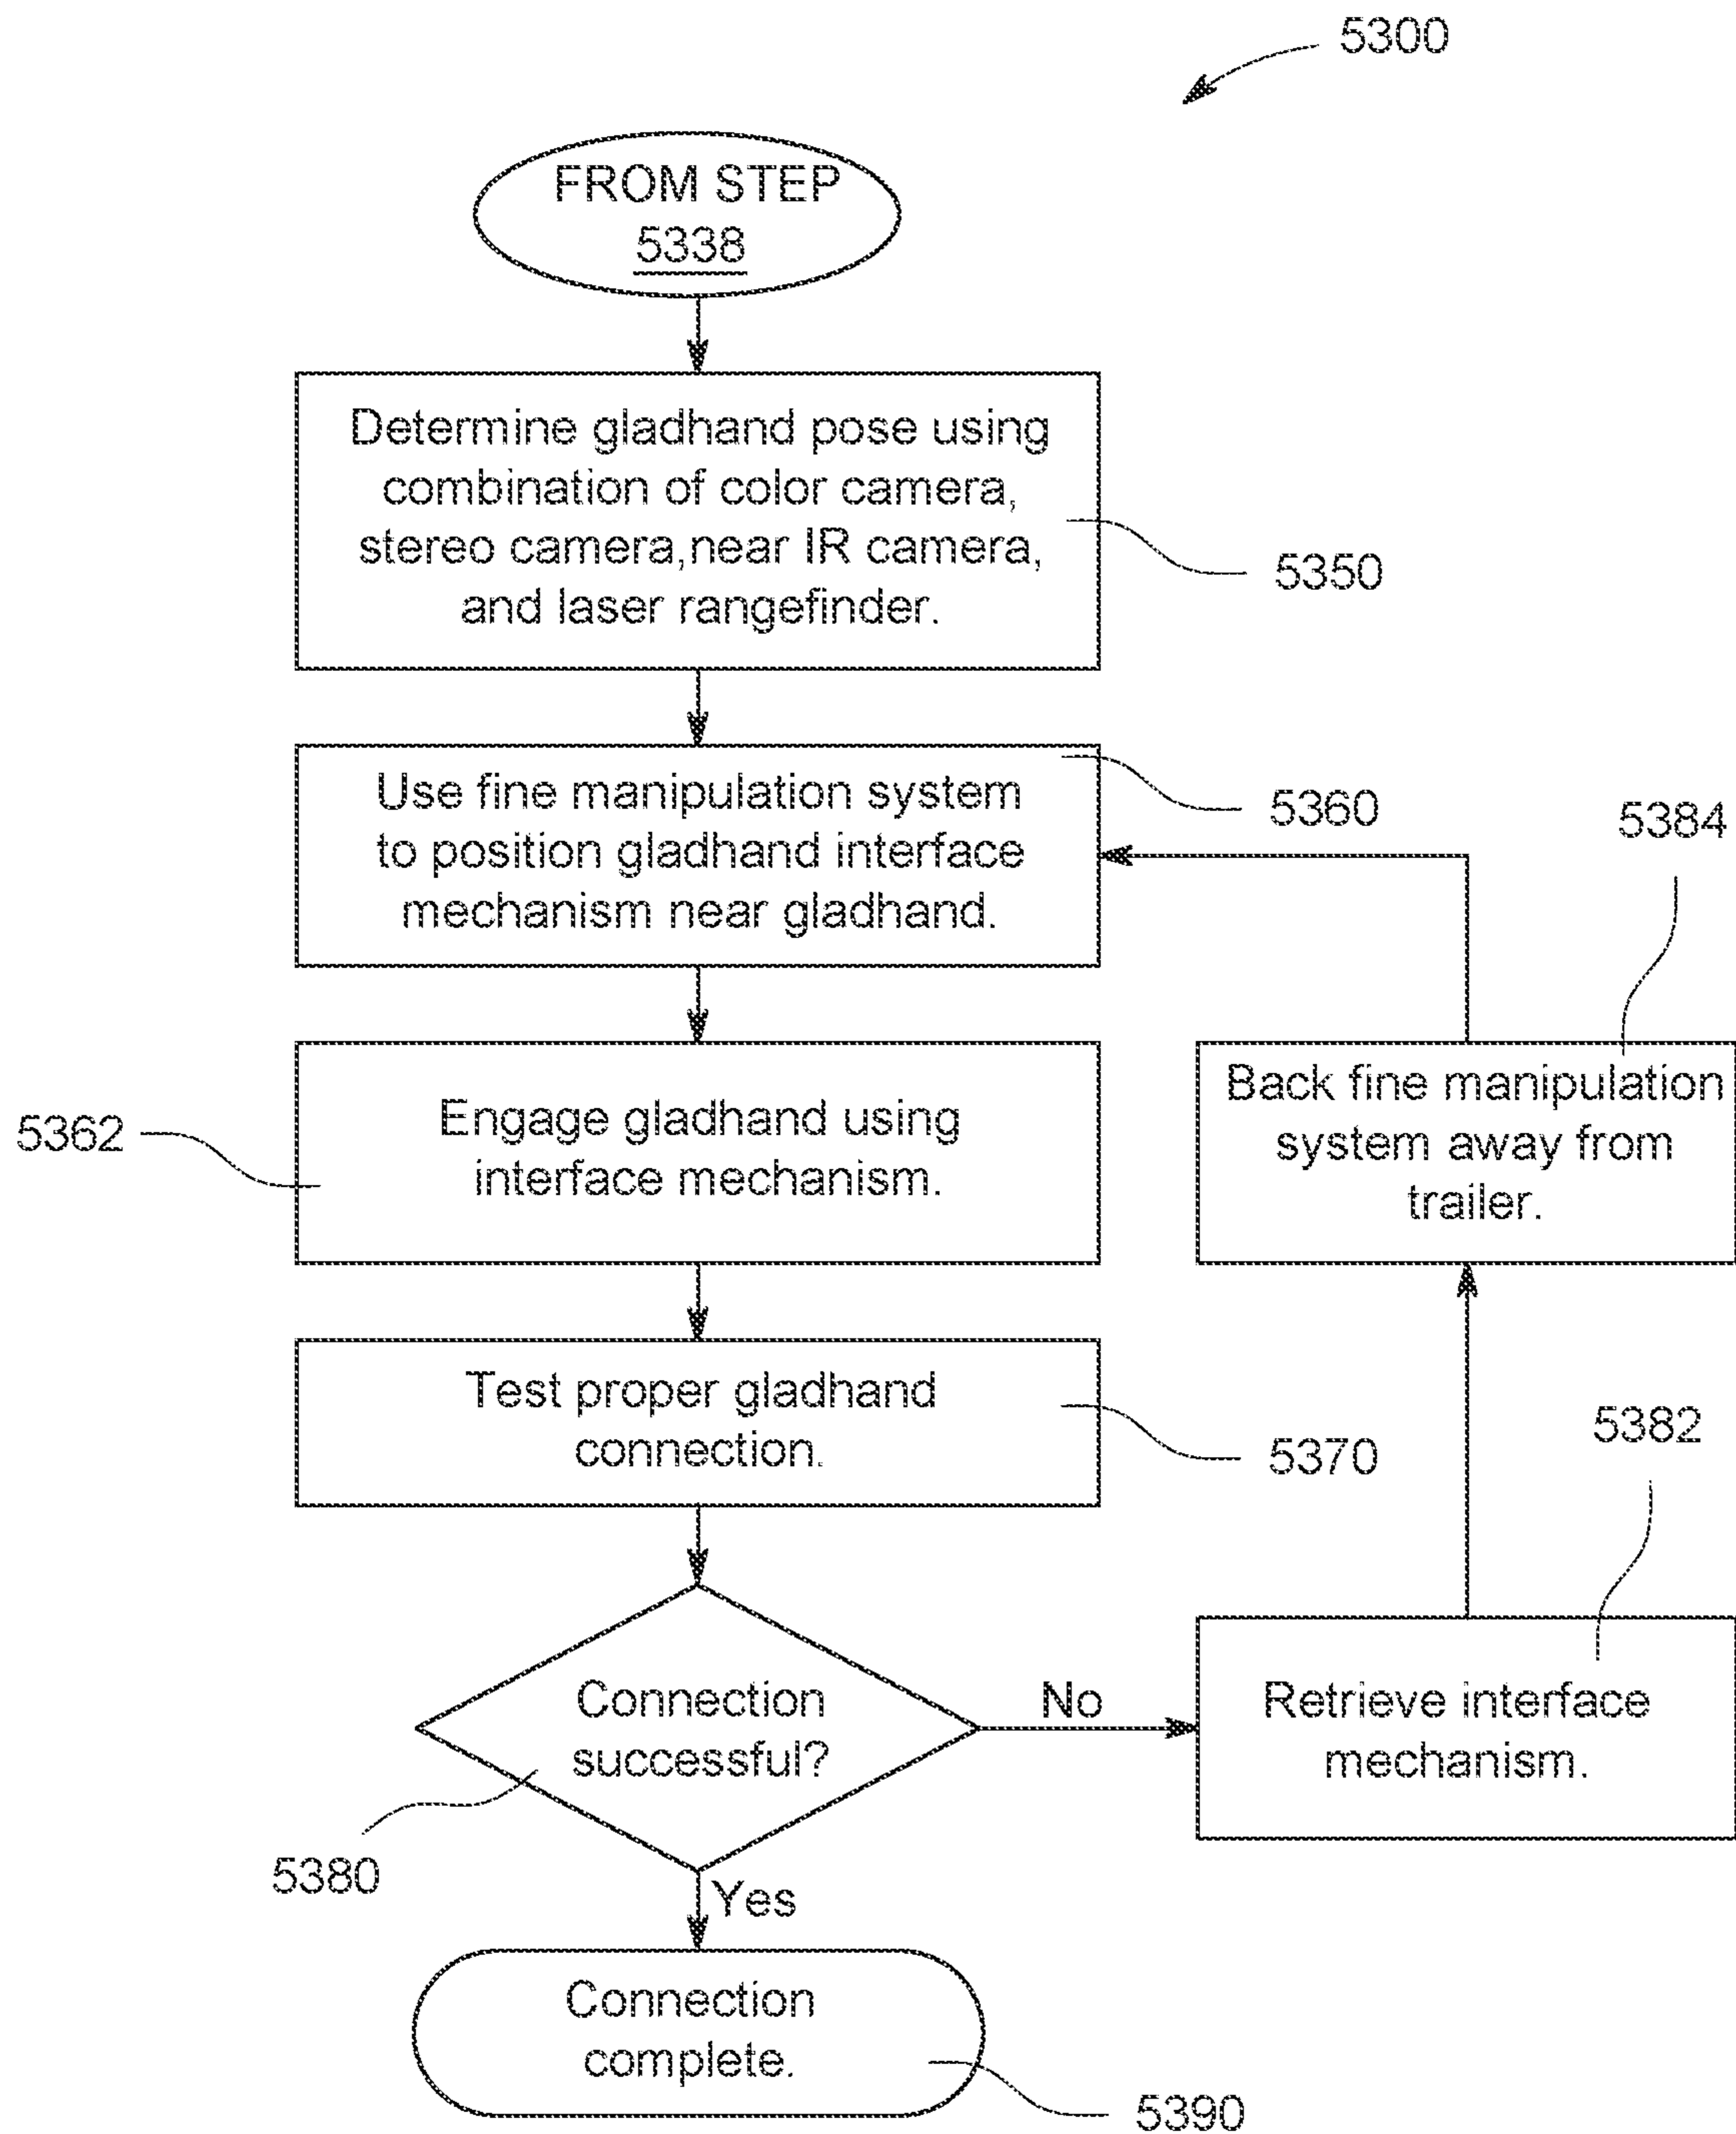 5300
FROM STEP
5338
Determine gladhand pose using
combination of color camera,
stereo camera,near IR camera,
and laser rangefinder.
5350
Use fine manipulation system
to position gladhand interface
mechanism near gladhand.
5360
5384
Back fine manipulation
system away from
trailer.
5362
Engage gladhand using
interface mechanism.
Test proper gladhand
connection.
5370
5382
Connection
successful?
No
Retrieve interface
mechanism.
5380
Yes
Connection
complete.
5390